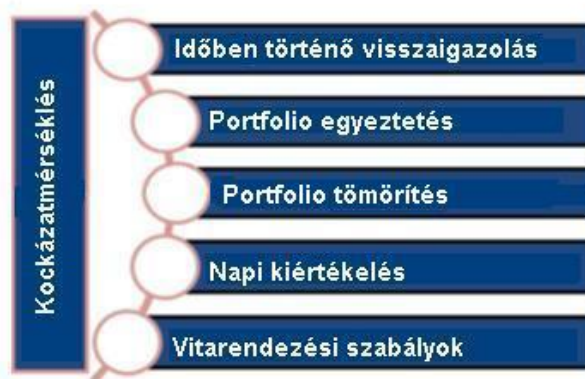 Kockázatmérséklés
Időben történő visszaigazolás
Portfolio egyeztetés
Portfolio tömörítés
Napi kiértékelés
Vitarendezési szabályok